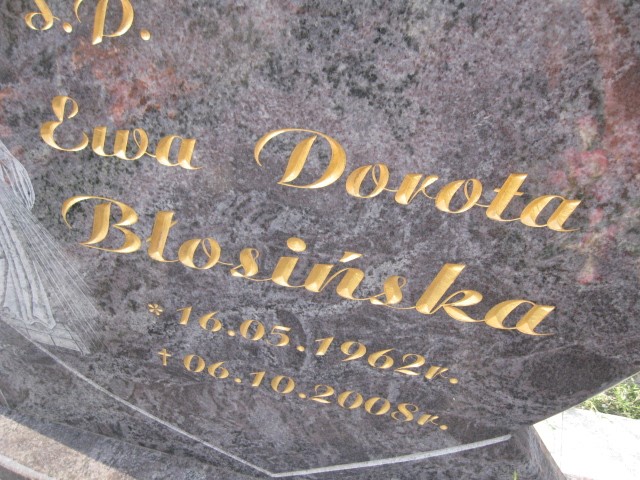 Ś.P.
Ewa Dorota
Błosińska
* 16.05.1962r.
† 06.10.2008r.